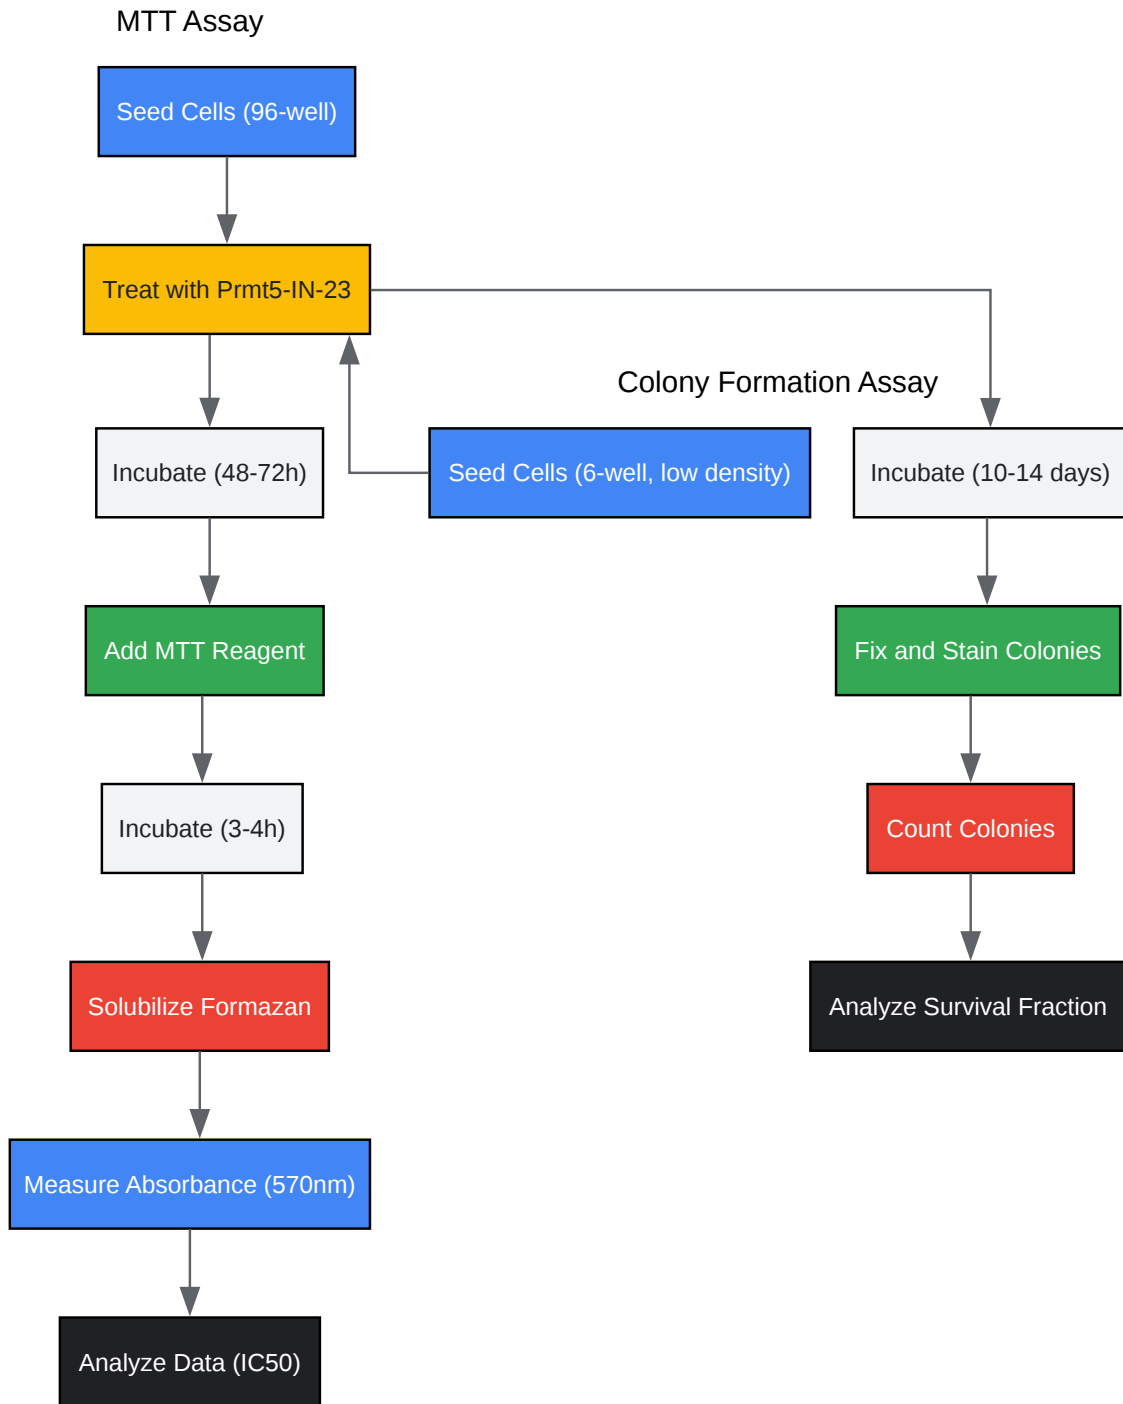 MTT Assay
Seed Cells (96-well)
Treat with Prmt5-IN-23
Incubate (48-72h)
Add MTT Reagent
Incubate (3-4h)
Solubilize Formazan
Measure Absorbance (570nm)
Analyze Data (IC50)
Colony Formation Assay
Seed Cells (6-well, low density)
Incubate (10-14 days)
Fix and Stain Colonies
Count Colonies
Analyze Survival Fraction